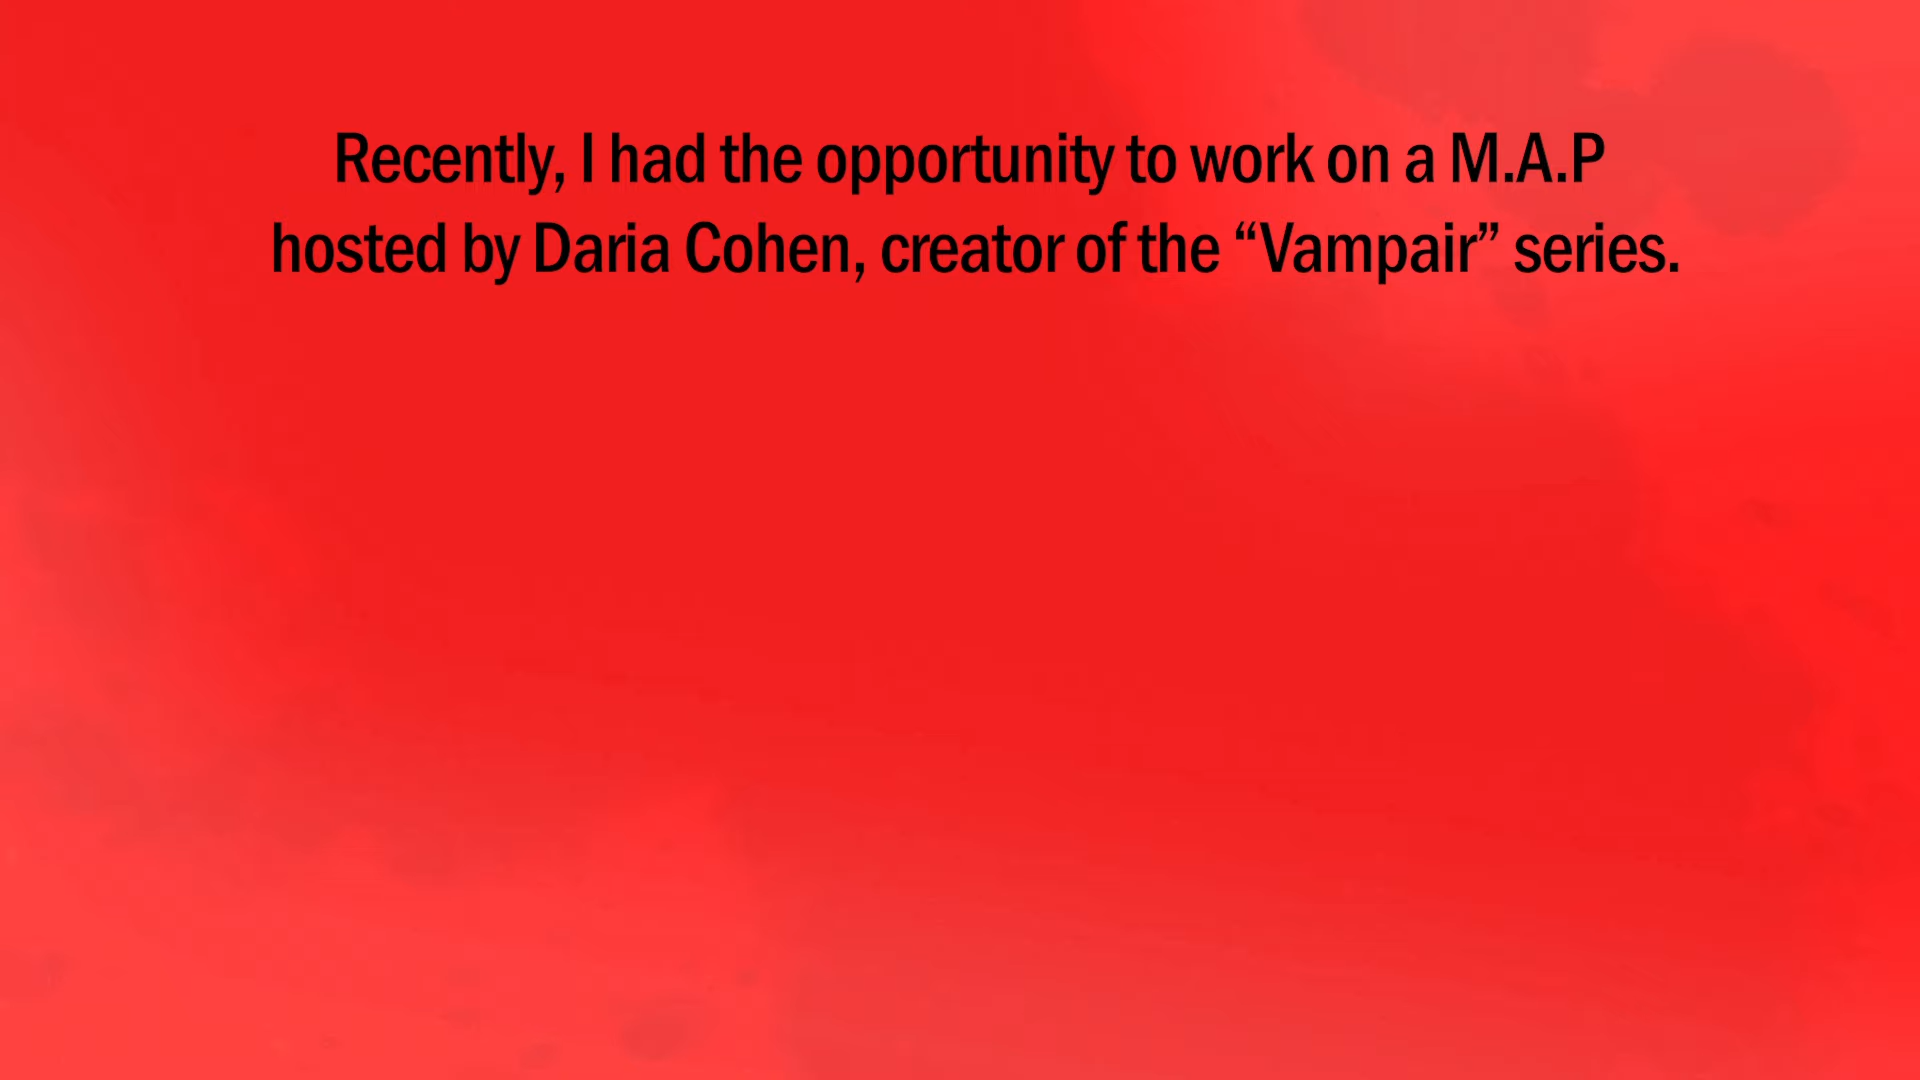 Recently, I had the opportunity to work on a M.A.P
hosted by Daria Cohen, creator of the “Vampair” series.